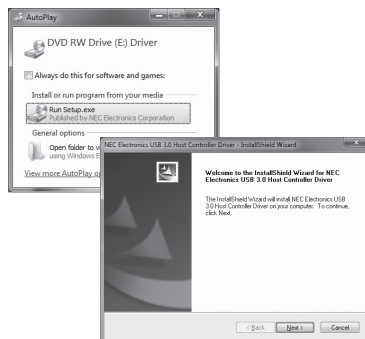 AutoPlay
DVD RW Drive (E:) Driver
Always do this for software and games:
Install or run program from your media
Run Setup.exe
Published by NEC Electronics Corporation
General options
Open folder to v
using Windows E
View more AutoPlay op
NEC Electronics USB 3.0 Host Controller Driver - InstallShield Wizard
Welcome to the InstallShield Wizard for NEC
Electronics USB 3.0 Host Controller Driver
The InstallShield Wizard will install NEC Electronics USB
3.0 Host Controller Driver on your computer. To continue,
click Next.
< Back
Next >
Cancel